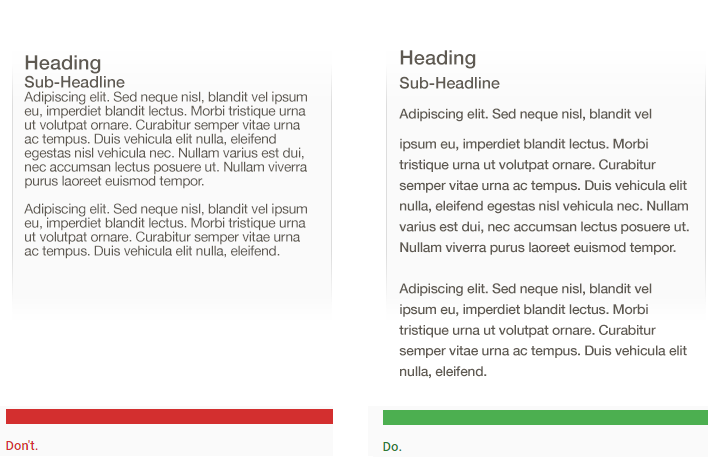 Heading
Sub-Headline
Adipiscing elit. Sed neque nisl, blandit vel ipsum
eu, imperdiet blandit lectus. Morbi tristique urna
ut volutpat ornare. Curabitur semper vitae urna
ac tempus. Duis vehicula elit nulla, eleifend
egestas nisl vehicula nec. Nullam varius est dui,
nec accumsan lectus posuere ut. Nullam viverra
purus laoreet euismod tempor.
Adipiscing elit. Sed neque nisl, blandit vel ipsum
eu, imperdiet blandit lectus. Morbi tristique urna
ut volutpat ornare. Curabitur semper vitae urna
ac tempus. Duis vehicula elit nulla, eleifend.
Don't.
Heading
Sub-Headline
Adipiscing elit. Sed neque nisl, blandit vel
ipsum eu, imperdiet blandit lectus. Morbi
tristique urna ut volutpat ornare. Curabitur
semper vitae urna ac tempus. Duis vehicula elit
nulla, eleifend egestas nisl vehicula nec. Nullam
varius est dui, nec accumsan lectus posuere ut.
Nullam viverra purus laoreet euismod tempor.
Adipiscing elit. Sed neque nisl, blandit vel
ipsum eu, imperdiet blandit lectus. Morbi
tristique urna ut volutpat ornare. Curabitur
semper vitae urna ac tempus. Duis vehicula elit
nulla, eleifend.
Do.